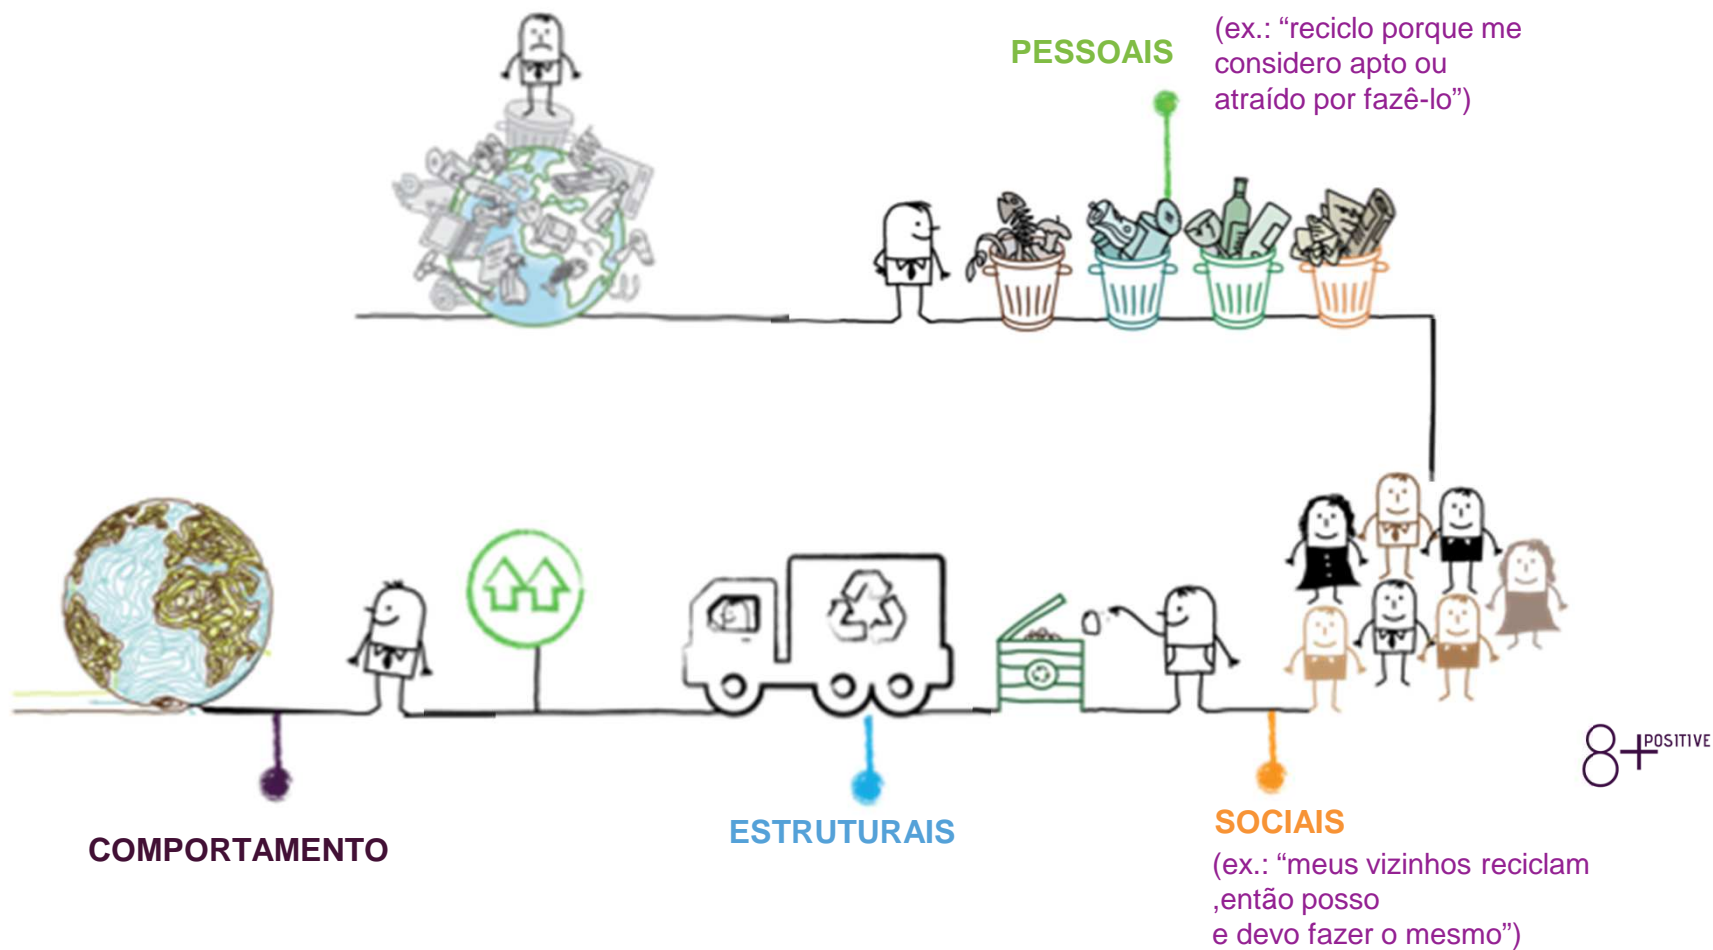 PESSOAIS
(ex.: “reciclo porque me
considero apto ou
atraído por fazê-lo”)
COMPORTAMENTO
ESTRUTURAIS
SOCIAIS
(ex.: “meus vizinhos reciclam
,então posso
e devo fazer o mesmo”)
8+ POSITIVE